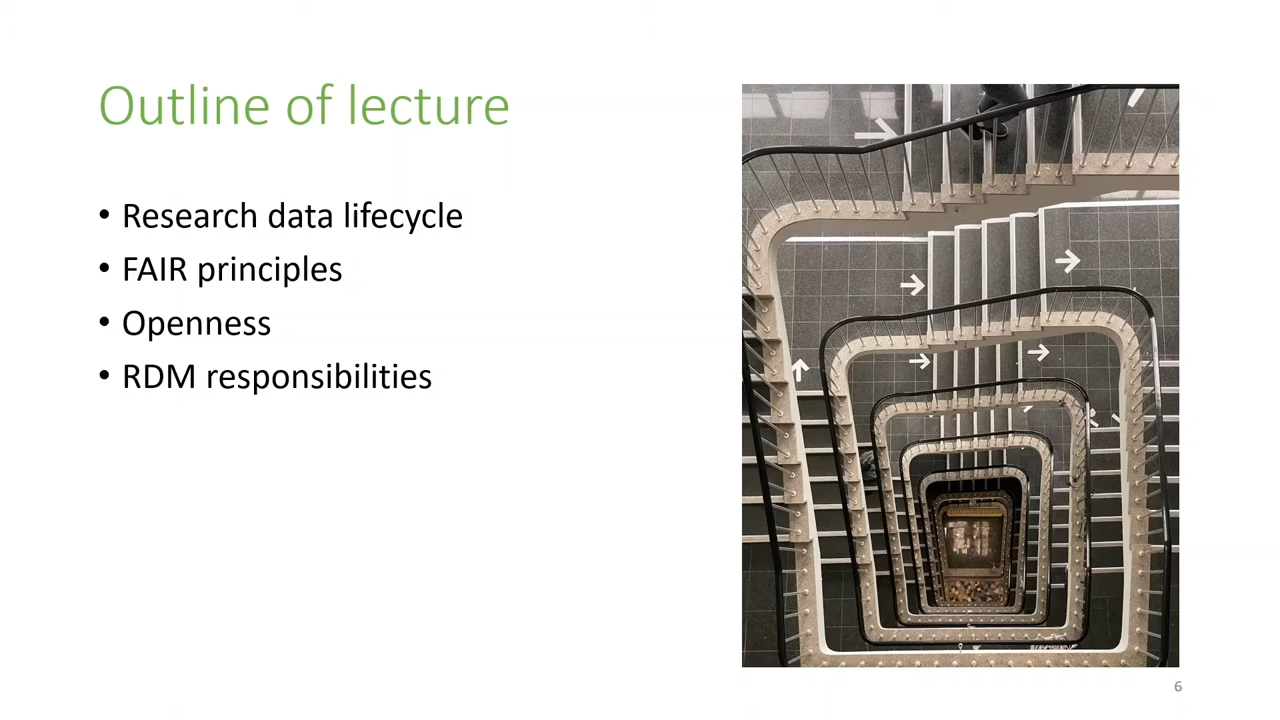 Outline of lecture
• Research data lifecycle
• FAIR principles
• Openness
• RDM responsibilities
6